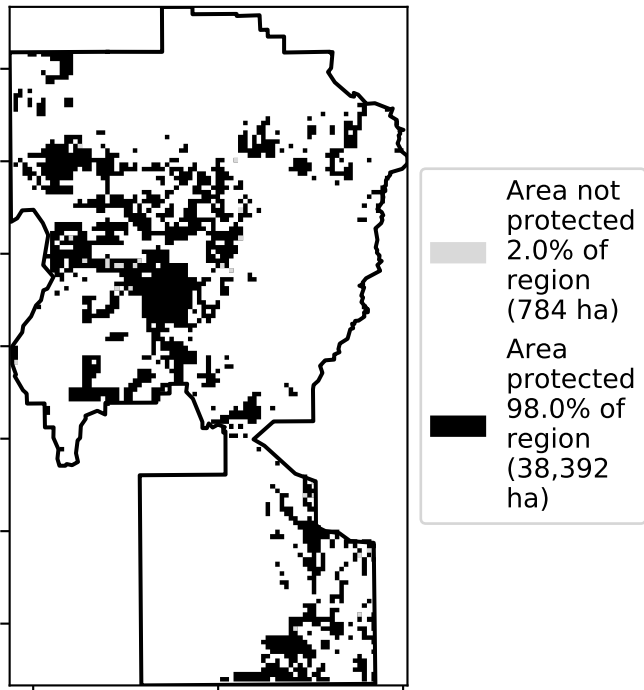 Area not
protected
2.0% of
region
(784 ha)
Area
protected
98.0% of
region
(38,392
ha)